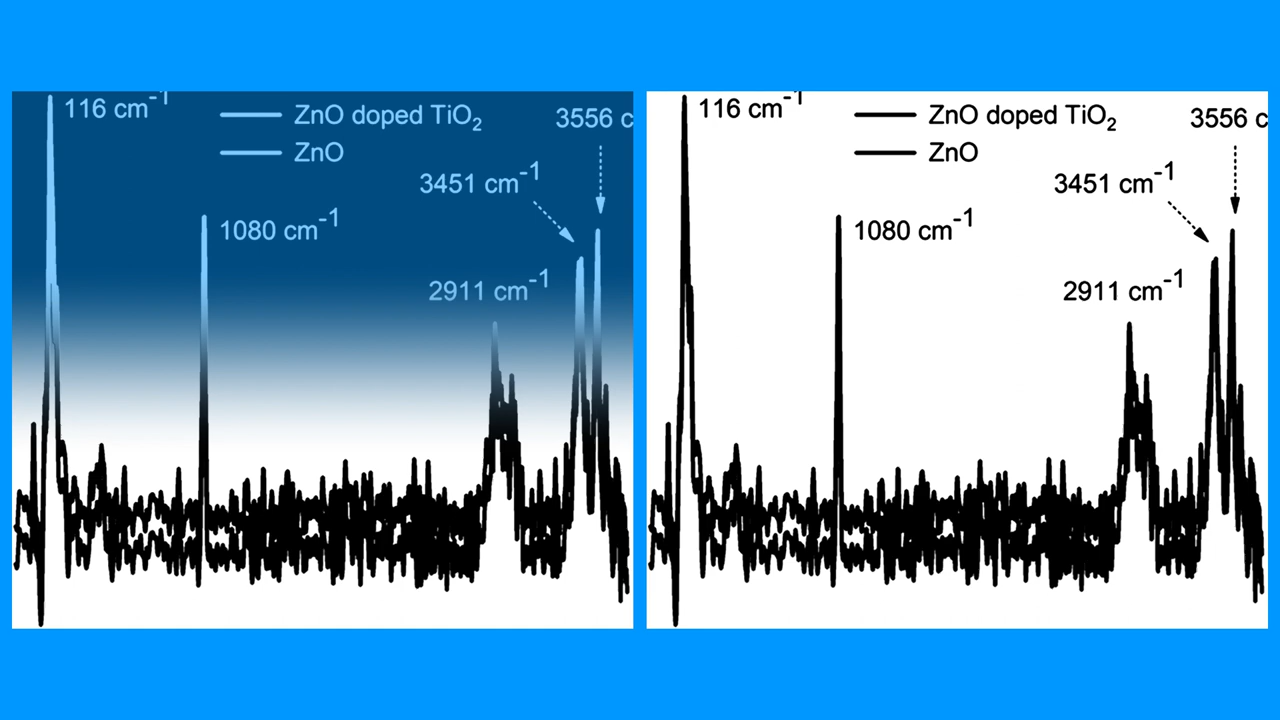 116 cm⁻¹
ZnO doped TiO₂
3556 c
ZnO
3451 cm⁻¹
1080 cm⁻¹
2911 cm⁻¹
116 cm⁻¹
ZnO doped TiO₂
3556 c
ZnO
3451 cm⁻¹
1080 cm⁻¹
2911 cm⁻¹